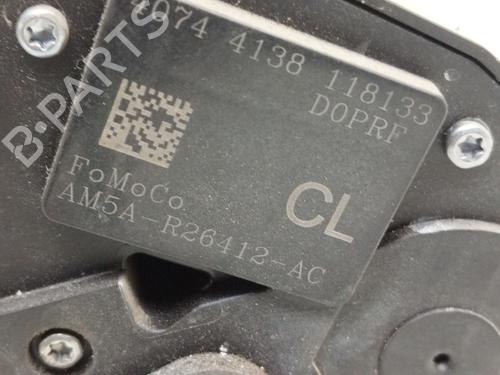 4138 118133
D0PRF
FoMoCo
CL
AM5A-R26412-AC
B-PARTS